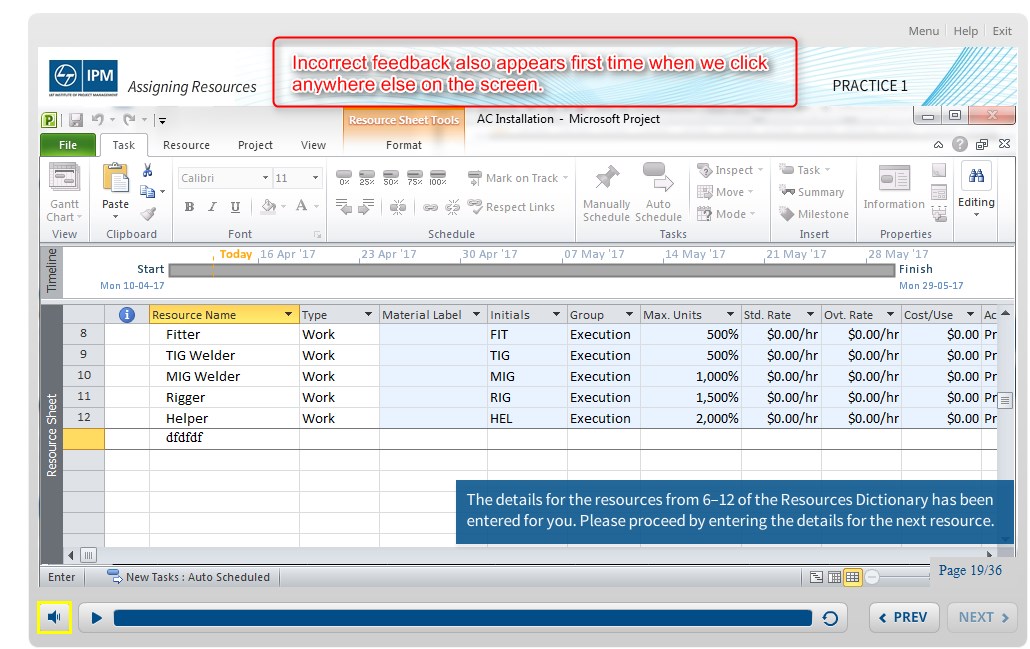 Menu Help Exit
IPM
L&T INSTITUTE OF PROJECT MANAGEMENT
Assigning Resources
Incorrect feedback also appears first time when we click
anywhere else on the screen.
PRACTICE 1
Resource Sheet Tools
AC Installation - Microsoft Project
File Task Resource Project View Format
Calibri 11
0% 25% 50% 75% 100%
Mark on Track
Inspect
Task
Move
Summary
Respect Links
Mode
Milestone
Gantt
Chart
Paste
B I U A
Manually
Schedule
Auto
Schedule
Information
Editing
View Clipboard Font Schedule Tasks Insert Properties
Timeline
Today 16 Apr '17 23 Apr '17 30 Apr '17 07 May '17 14 May '17 21 May '17 28 May '17
Start
Mon 10-04-17
Finish
Mon 29-05-17
Resource Name Type Material Label Initials Group Max. Units Std. Rate Ovt. Rate Cost/Use Ac
8 Fitter Work FIT Execution 500% $0.00/hr $0.00/hr $0.00 Pr
9 TIG Welder Work TIG Execution 500% $0.00/hr $0.00/hr $0.00 Pr
10 MIG Welder Work MIG Execution 1,000% $0.00/hr $0.00/hr $0.00 Pr
11 Rigger Work RIG Execution 1,500% $0.00/hr $0.00/hr $0.00 Pr
12 Helper Work HEL Execution 2,000% $0.00/hr $0.00/hr $0.00 Pr
dfdfdf
Resource Sheet
The details for the resources from 6–12 of the Resources Dictionary has been
entered for you. Please proceed by entering the details for the next resource.
Enter New Tasks : Auto Scheduled
Page 19/36
PREV NEXT